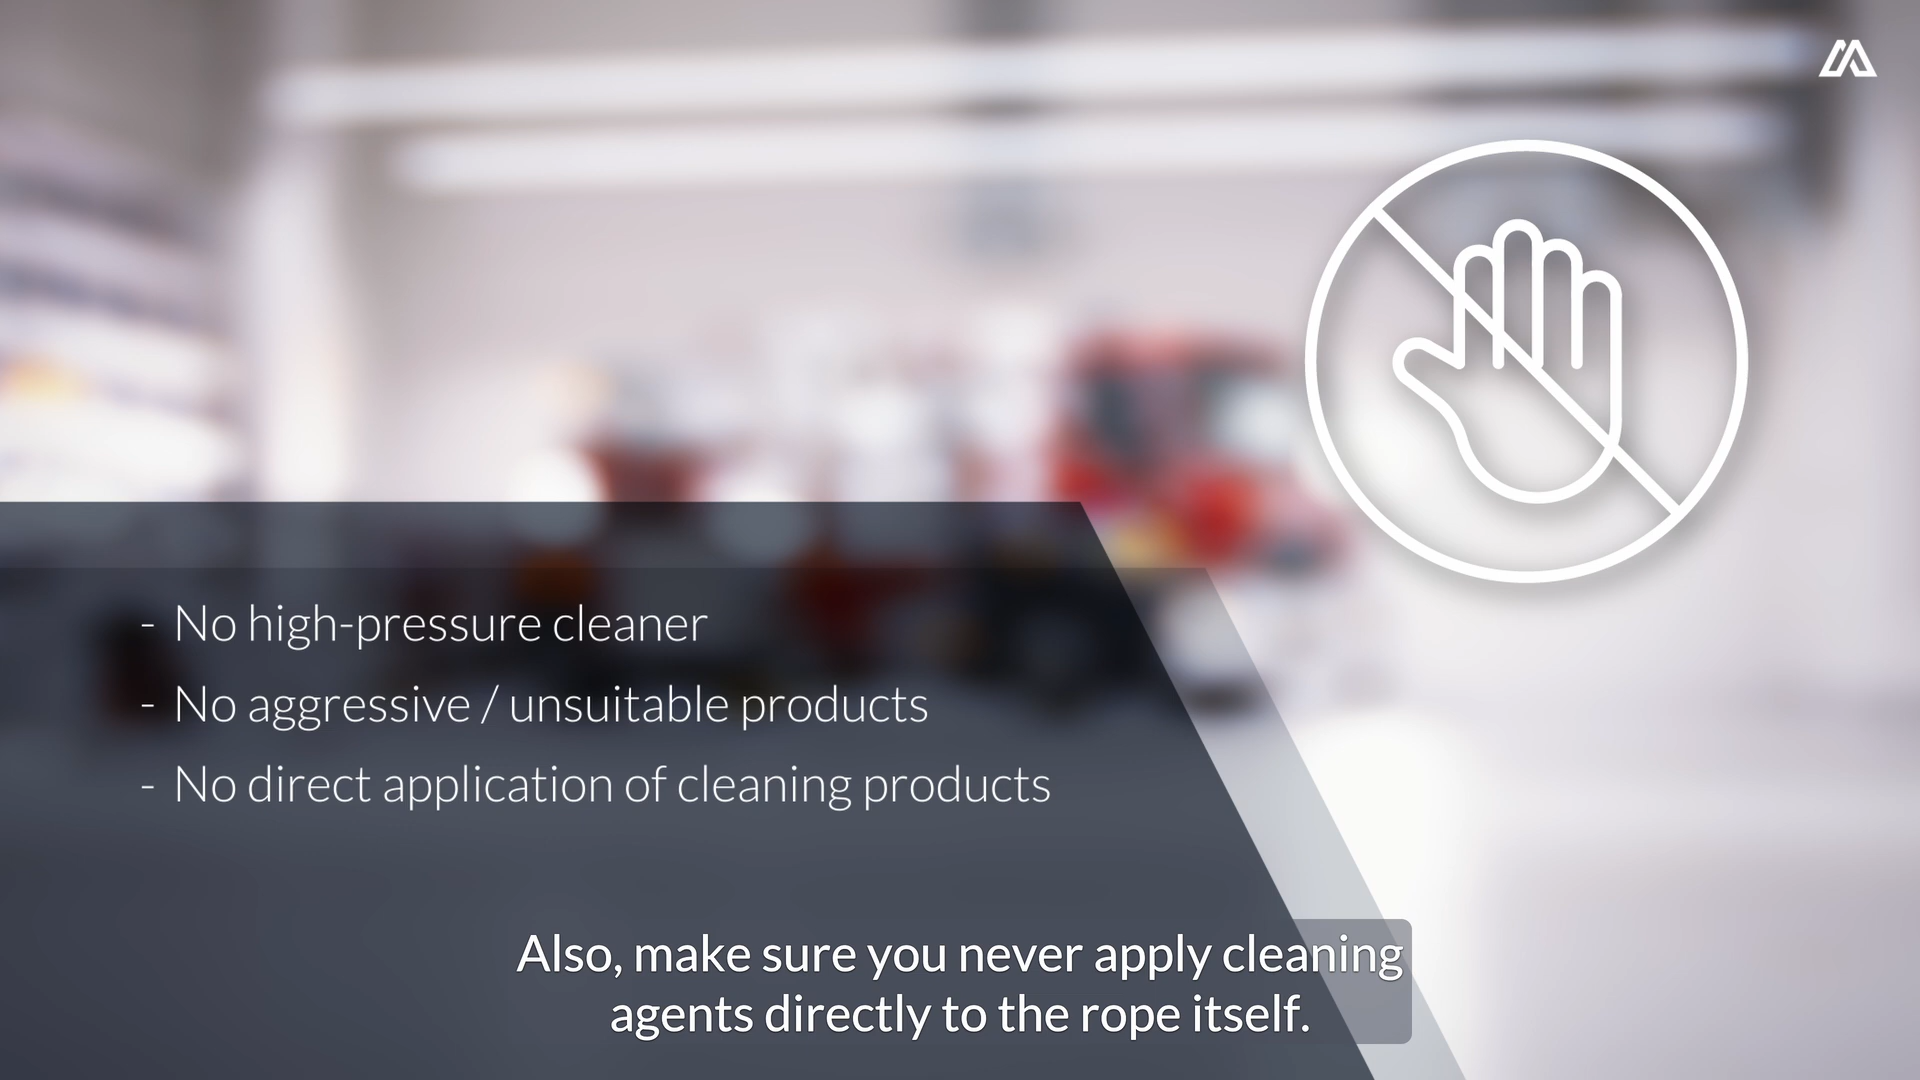 - No high-pressure cleaner
- No aggressive / unsuitable products
- No direct application of cleaning products
Also, make sure you never apply cleaning
agents directly to the rope itself.